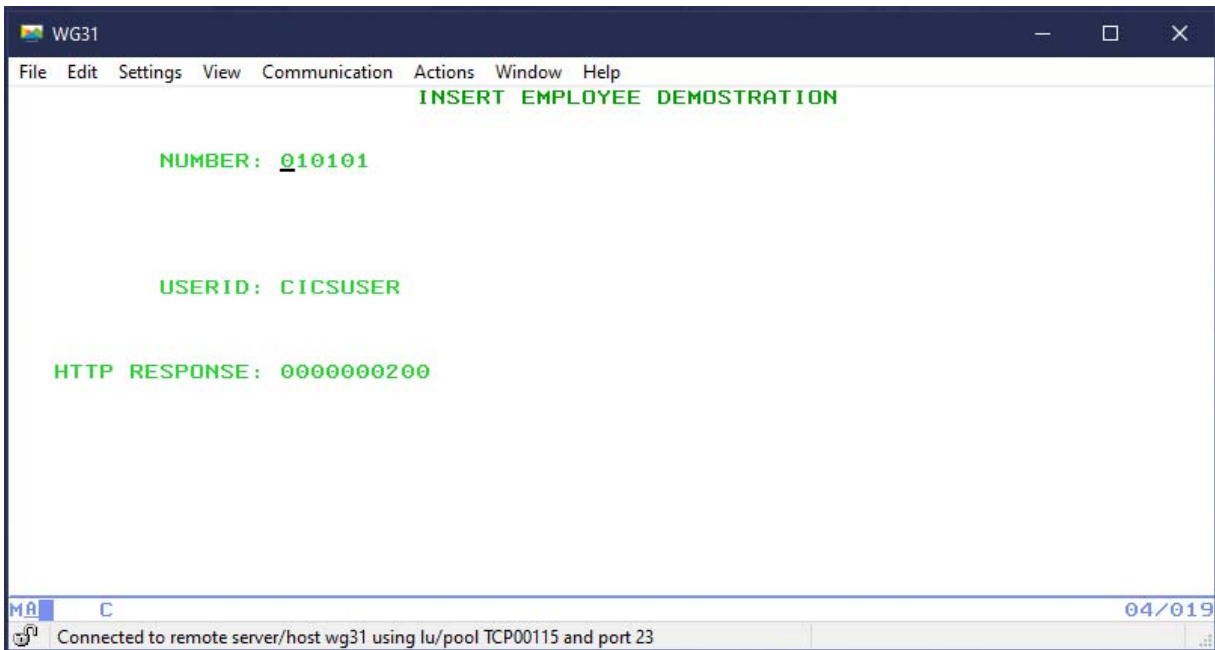 WG31
File Edit Settings View Communication Actions Window Help
INSERT EMPLOYEE DEMOSTRATION
NUMBER: 010101
USERID: CICSUSER
HTTP RESPONSE: 0000000200
MA C 04/019
Connected to remote server/host wg31 using lu/pool TCP00115 and port 23